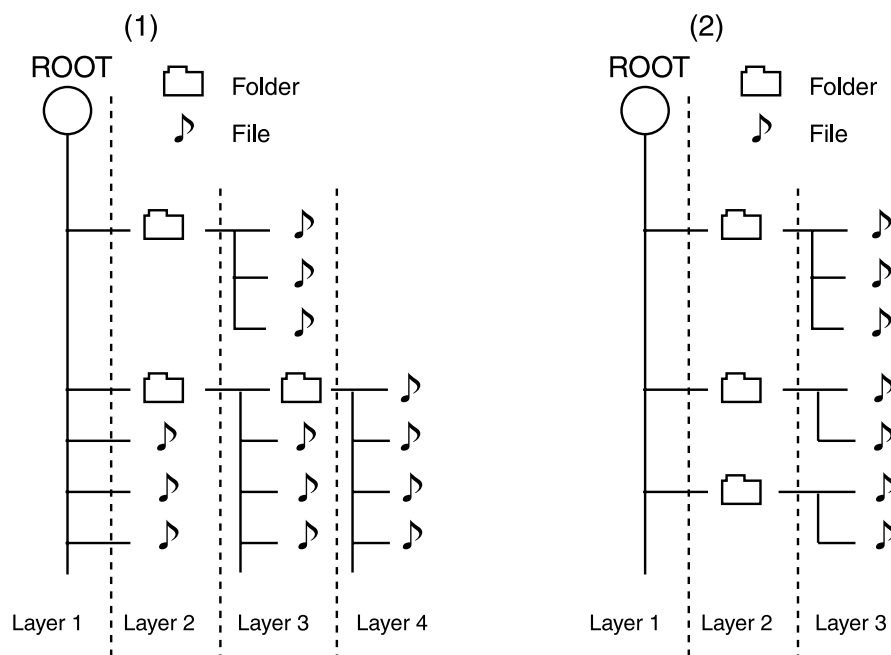 (1)
ROOT
Folder
File
Layer 1
Layer 2
Layer 3
Layer 4
(2)
ROOT
Folder
File
Layer 1
Layer 2
Layer 3